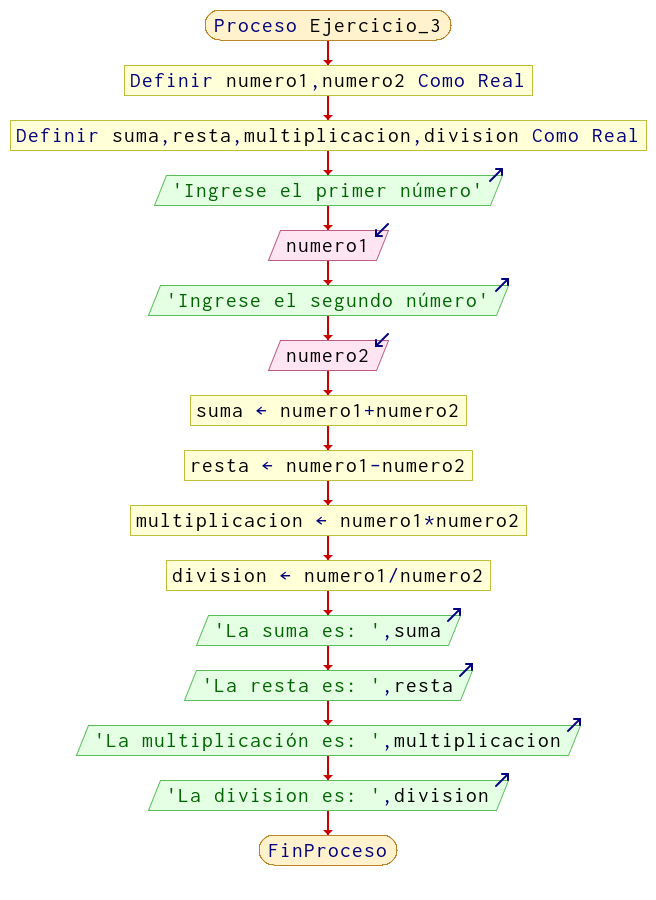 Proceso Ejercicio_3
Definir numero1,numero2 Como Real
Definir suma,resta,multiplicacion,division Como Real
'Ingrese el primer número'
numero1
'Ingrese el segundo número'
numero2
suma ← numero1+numero2
resta ← numero1-numero2
multiplicacion ← numero1*numero2
division ← numero1/numero2
'La suma es: ',suma
'La resta es: ',resta
'La multiplicación es: ',multiplicacion
'La division es: ',division
FinProceso